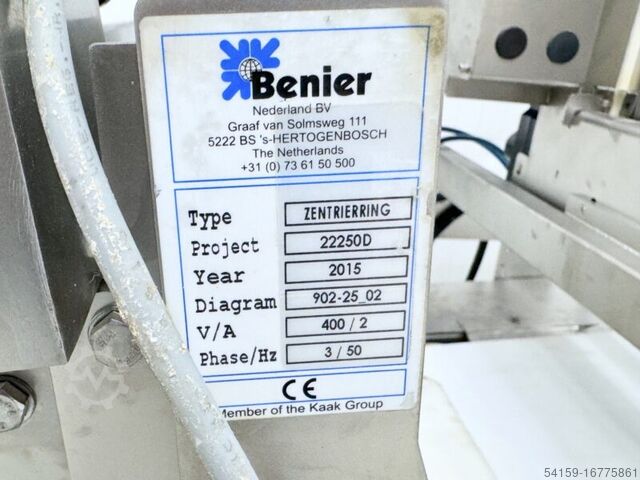 Benier
Nederland BV
Graaf van Solmsweg 111
5222 BS 's-HERTOGENBOSCH
The Netherlands
+31 (0) 73 61 50 500
Type ZENTRIERRING
Project 22250D
Year 2015
Diagram 902-25_02
V/A 400 / 2
Phase/Hz 3 / 50
CE
Member of the Kaak Group
54159-16775861